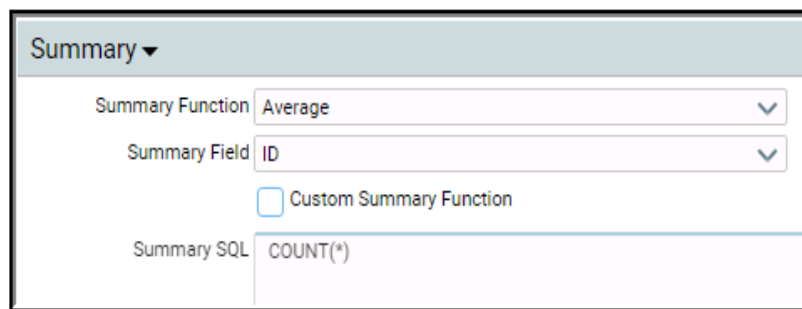 Summary
Summary Function Average
Summary Field ID
Custom Summary Function
Summary SQL COUNT(*)